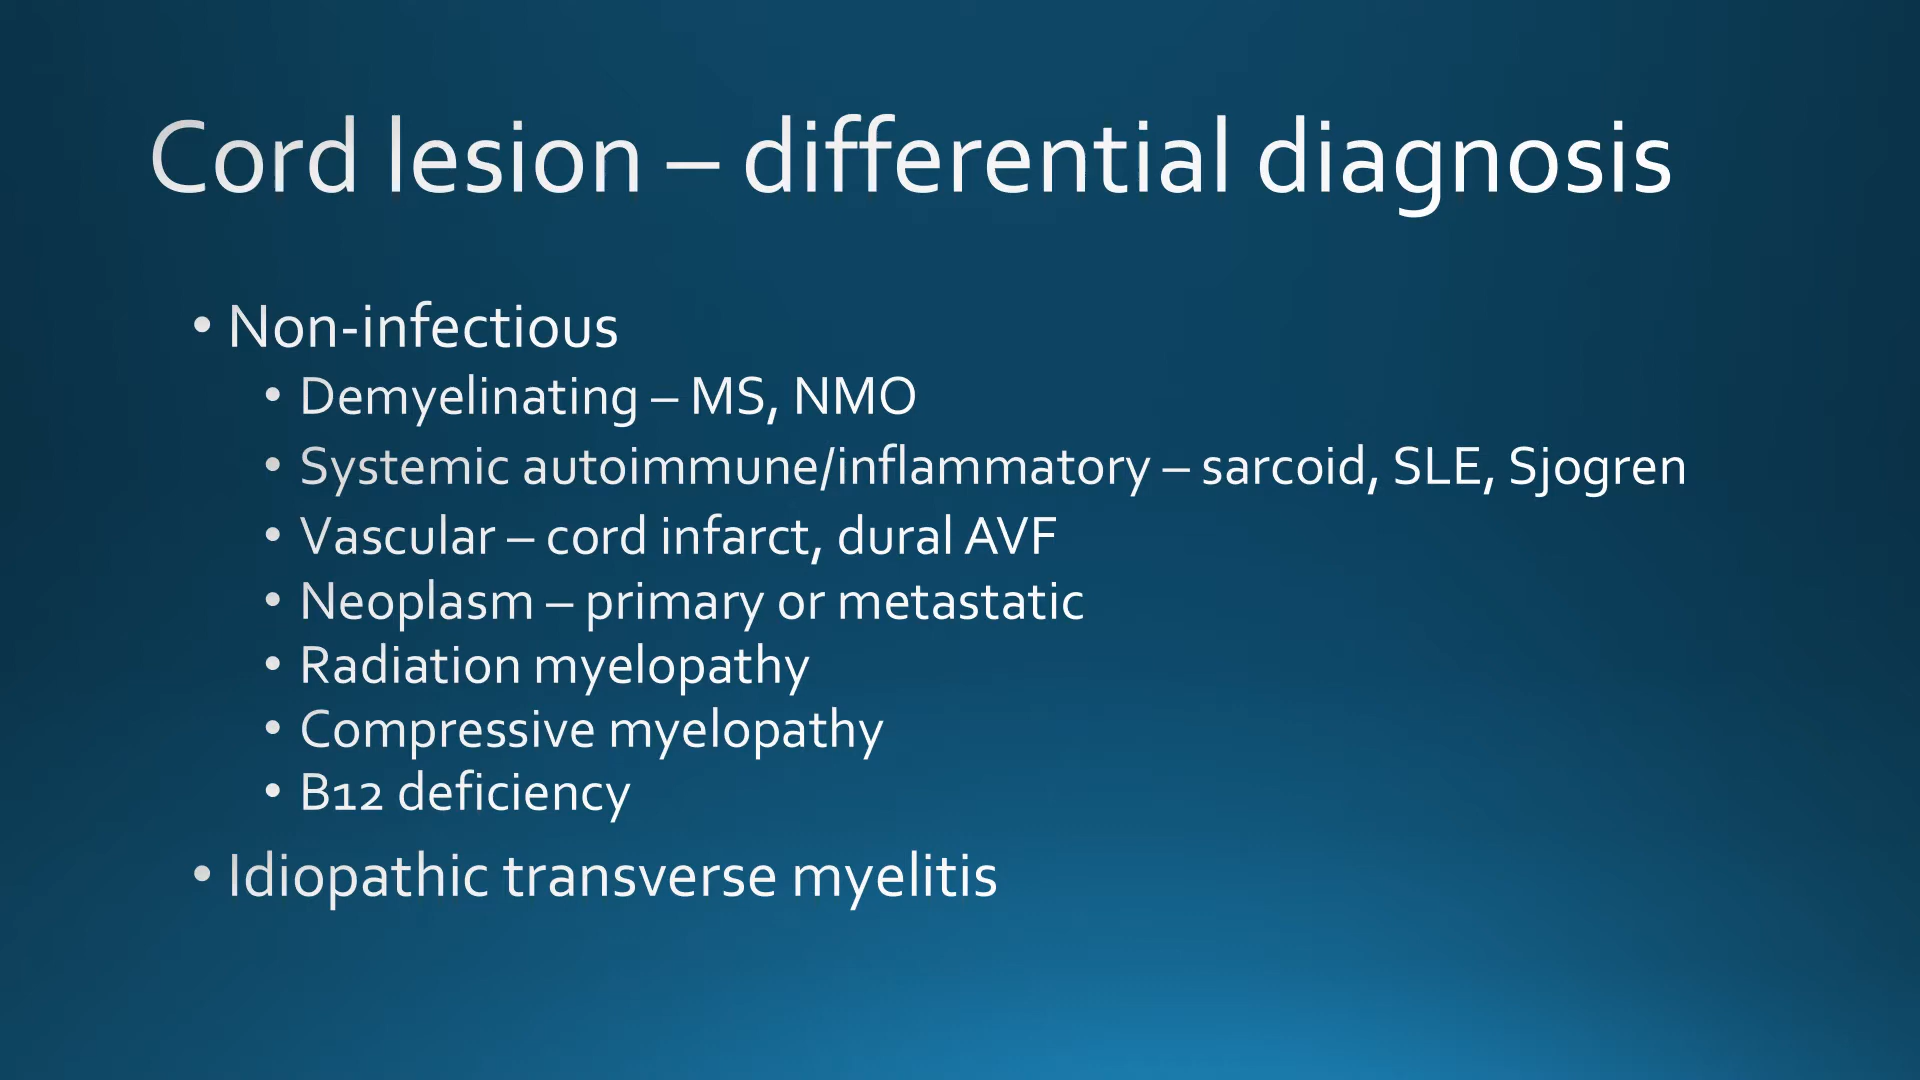 Cord lesion – differential diagnosis
• Non-infectious
• Demyelinating – MS, NMO
• Systemic autoimmune/inflammatory – sarcoid, SLE, Sjogren
• Vascular – cord infarct, dural AVF
• Neoplasm – primary or metastatic
• Radiation myelopathy
• Compressive myelopathy
• B12 deficiency
• Idiopathic transverse myelitis